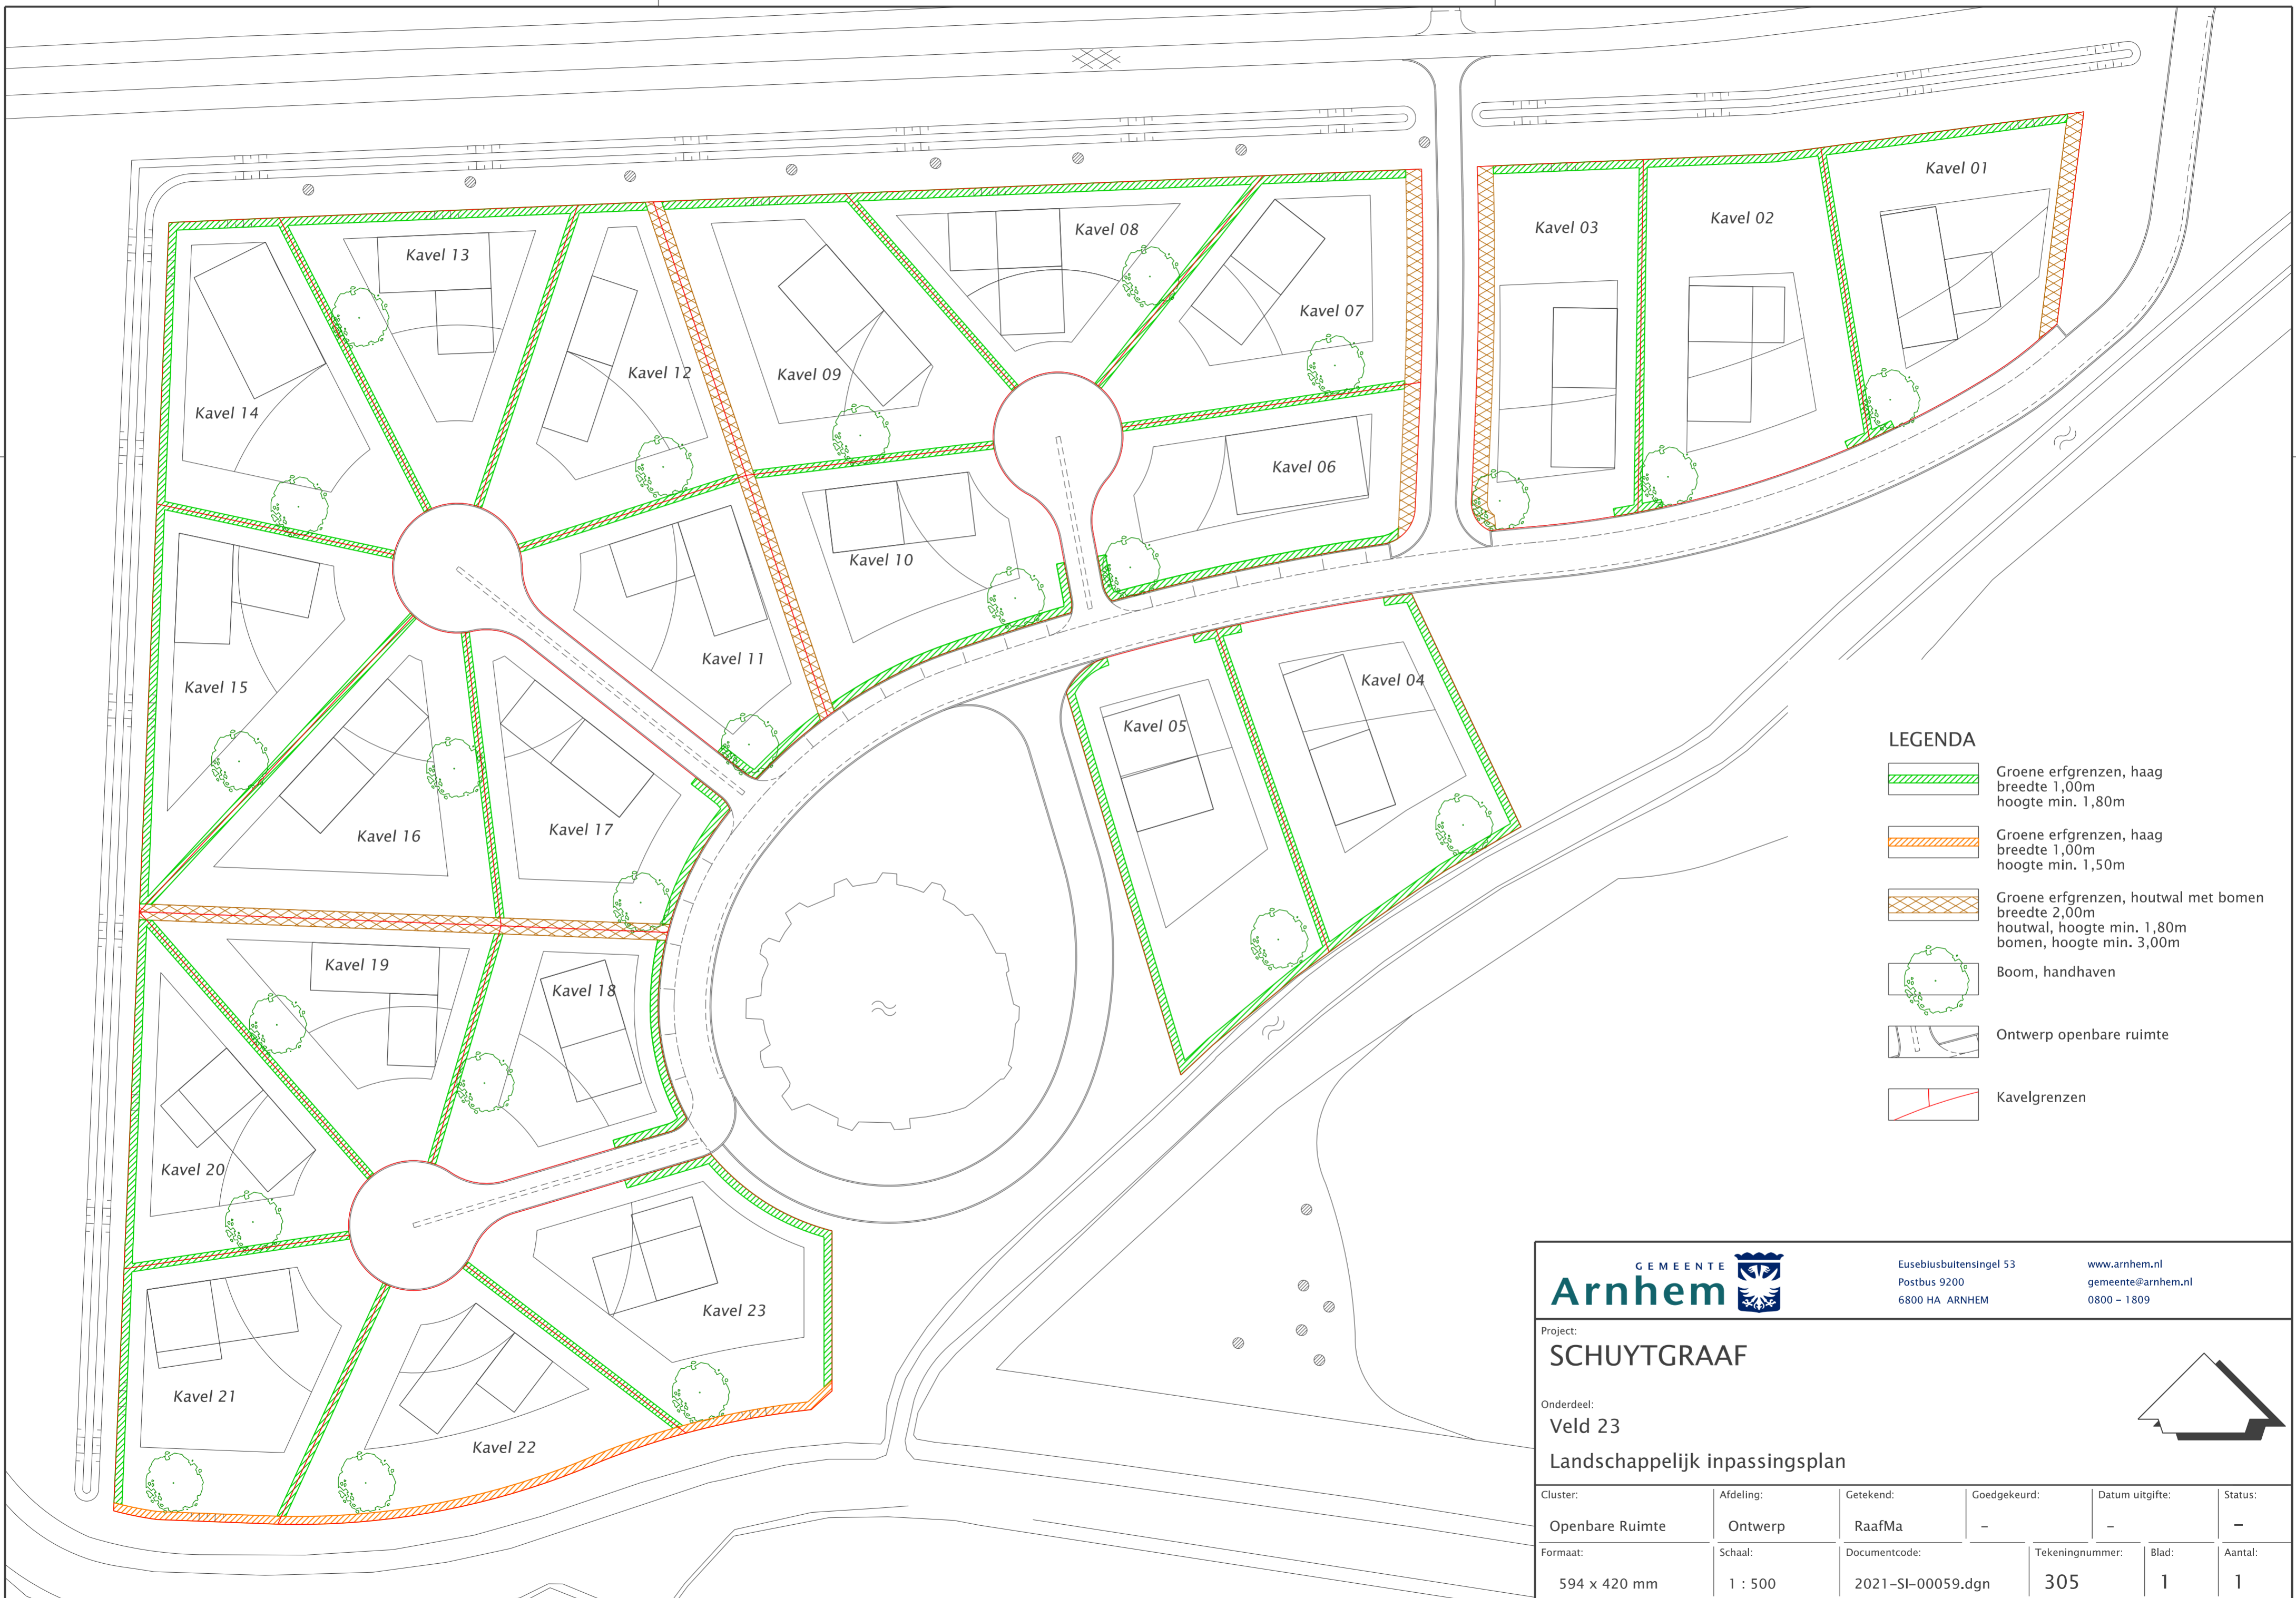 Kavel 01
Kavel 02
Kavel 03
Kavel 08
Kavel 13
Kavel 07
Kavel 12
Kavel 09
Kavel 14
Kavel 06
Kavel 10
Kavel 11
Kavel 15
Kavel 04
Kavel 05
Kavel 16
Kavel 17
Kavel 19
Kavel 18
Kavel 20
Kavel 23
Kavel 21
Kavel 22
LEGENDA
Groene erfgrenzen, haag
breedte 1,00m
hoogte min. 1,80m
Groene erfgrenzen, haag
breedte 1,00m
hoogte min. 1,50m
Groene erfgrenzen, houtwal met bomen
breedte 2,00m
houtwal, hoogte min. 1,80m
bomen, hoogte min. 3,00m
Boom, handhaven
Ontwerp openbare ruimte
Kavelgrenzen
GEMEENTE
Arnhem
Eusebiusbuitensingel 53
Postbus 9200
6800 HA ARNHEM
www.arnhem.nl
gemeente@arnhem.nl
0800 – 1809
Project:
SCHUYTGRAAF
Onderdeel:
Veld 23
Landschappelijk inpassingsplan
Cluster: Afdeling: Getekend: Goedgekeurd: Datum uitgifte: Status:
Openbare Ruimte Ontwerp RaafMa – – –
Formaat: Schaal: Documentcode: Tekeningnummer: Blad: Aantal:
594 x 420 mm 1 : 500 2021–SI–00059.dgn 305 1 1